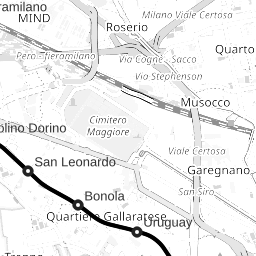 ramilano
MIND
Milano Viale Certosa
Roserio
Quarto
Pero - fieramilano
Via Cogne - Sacco
Via Stephenson
Musocco
Cimitero
Maggiore
olino Dorino
Viale Certosa
San Leonardo
Garegnano
San Siro
Bonola
Quartiere Gallaratese
Uruguay
Trenno